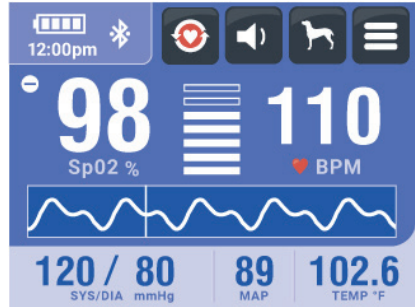 12:00pm
98 110
Sp02 % BPM
120 / 80 89 102.6
SYS/DIA mmHg MAP TEMP °F